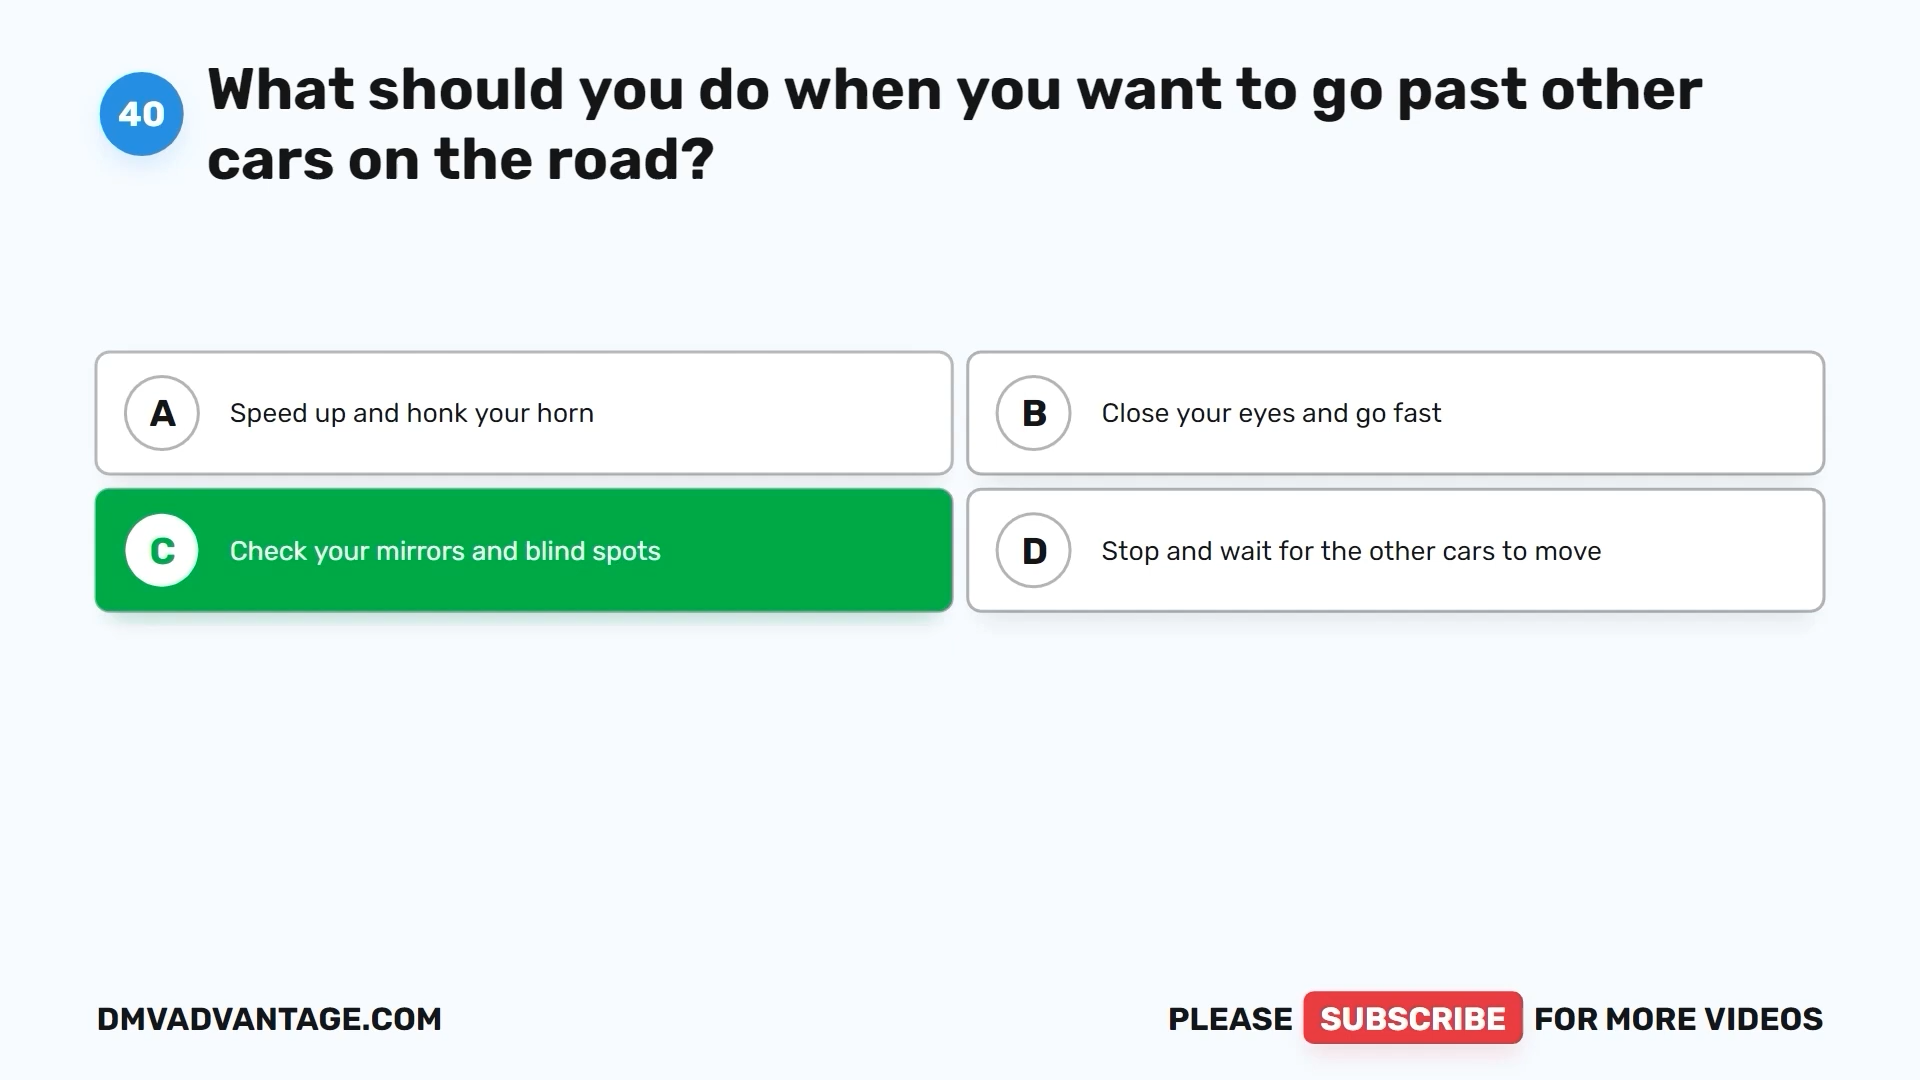 40
What should you do when you want to go past other
cars on the road?
A
Speed up and honk your horn
B
Close your eyes and go fast
C
Check your mirrors and blind spots
D
Stop and wait for the other cars to move
DMVADVANTAGE.COM
PLEASE SUBSCRIBE FOR MORE VIDEOS